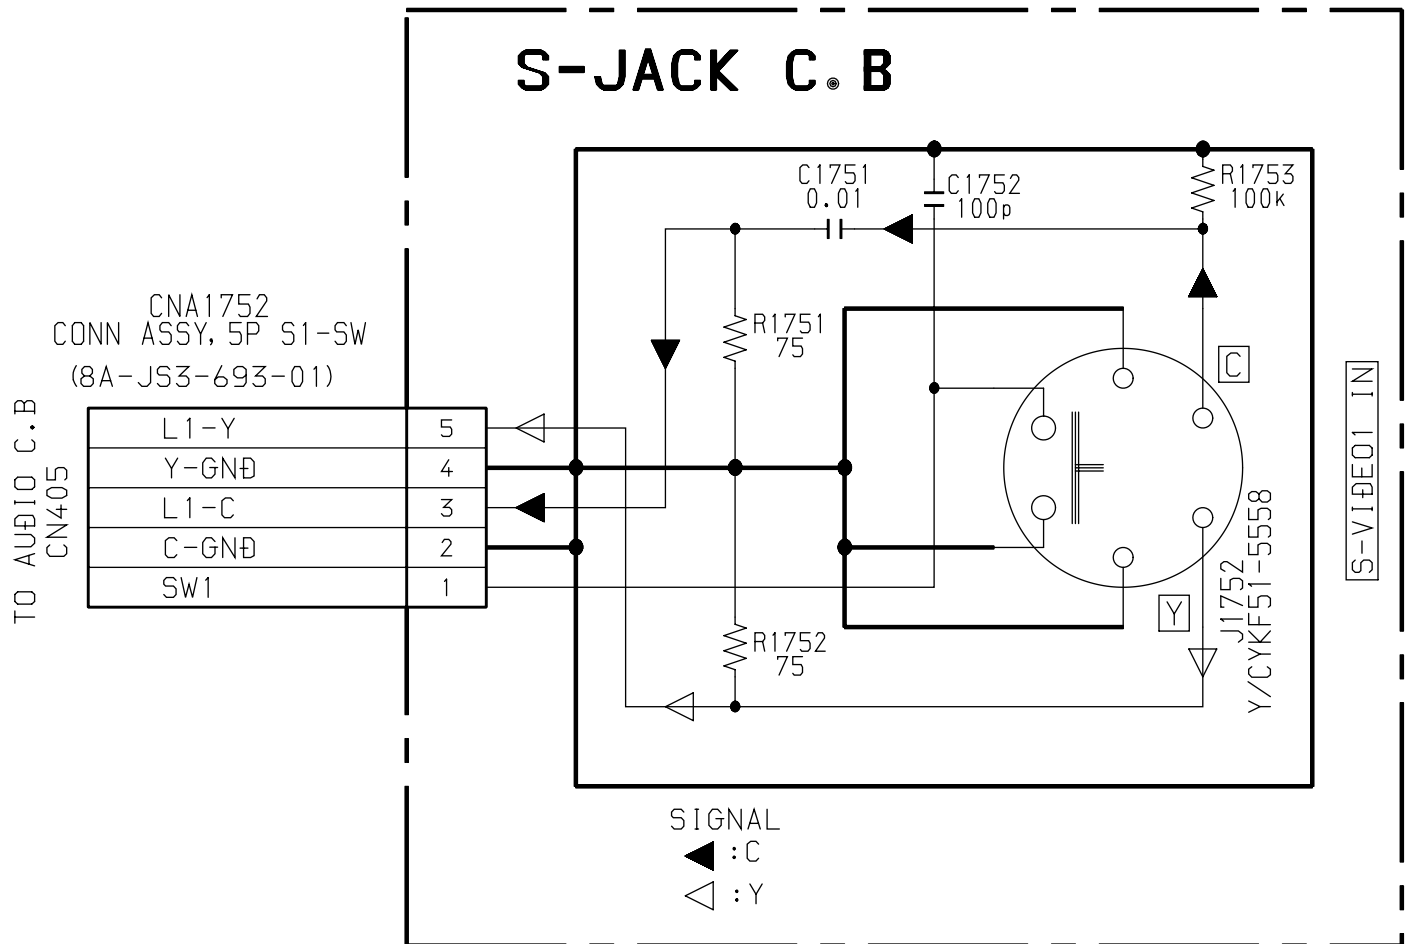 S-JACK C.B
C1751
0.01
C1752
100p
R1753
100k
CNA1752
CONN ASSY, 5P S1-SW
(8A-JS3-693-01)
R1751
75
C
TO AUDIO C.B
CN405
L1-Y 5
Y-GND 4
L1-C 3
C-GND 2
SW1 1
S-VIDEO1 IN
J1752
Y/CYKF51-5558
Y
R1752
75
SIGNAL
:C
:Y